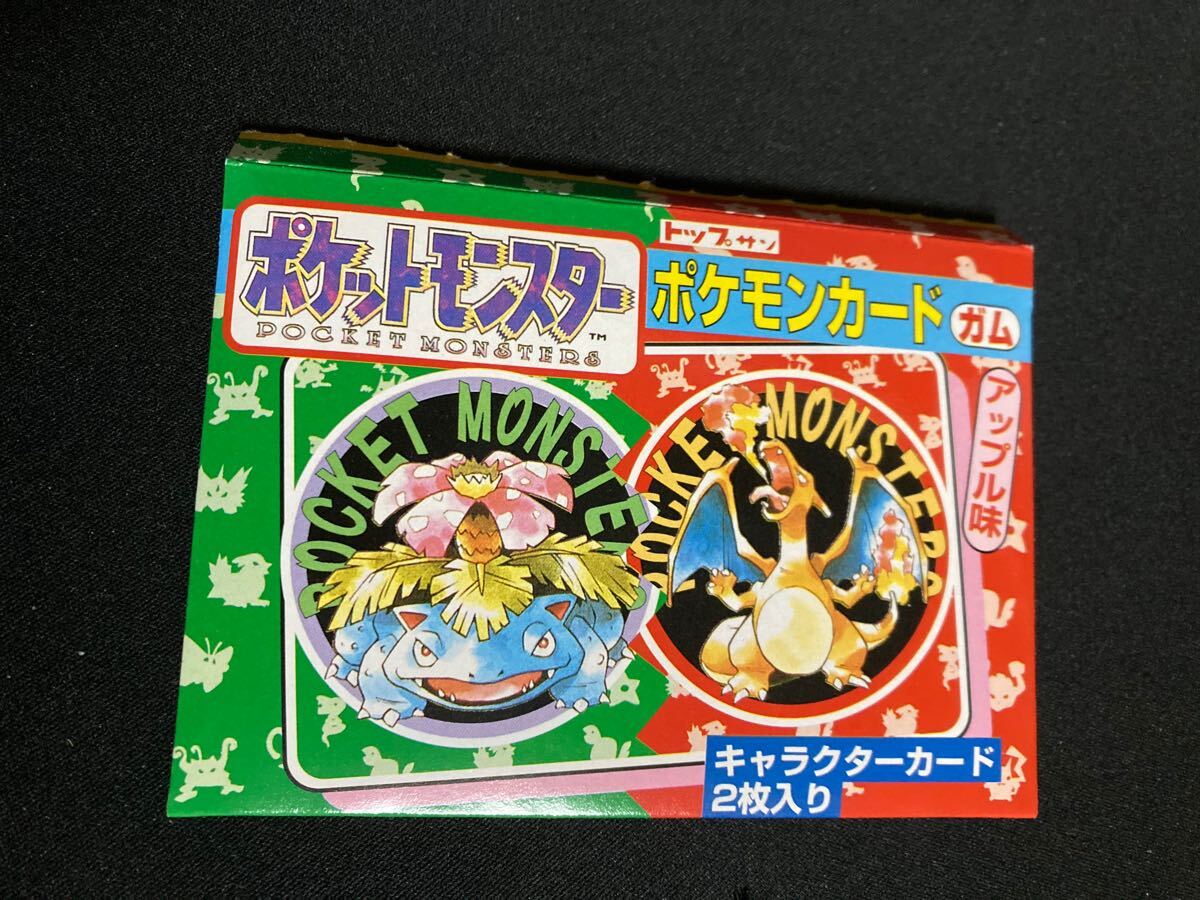 ポケットモンスター™
POCKET MONSTERS
トップサン
ポケモンカード
ガム
アップル味
POCKET MONSTERS
POCKET MONSTERS
キャラクターカード
2枚入り